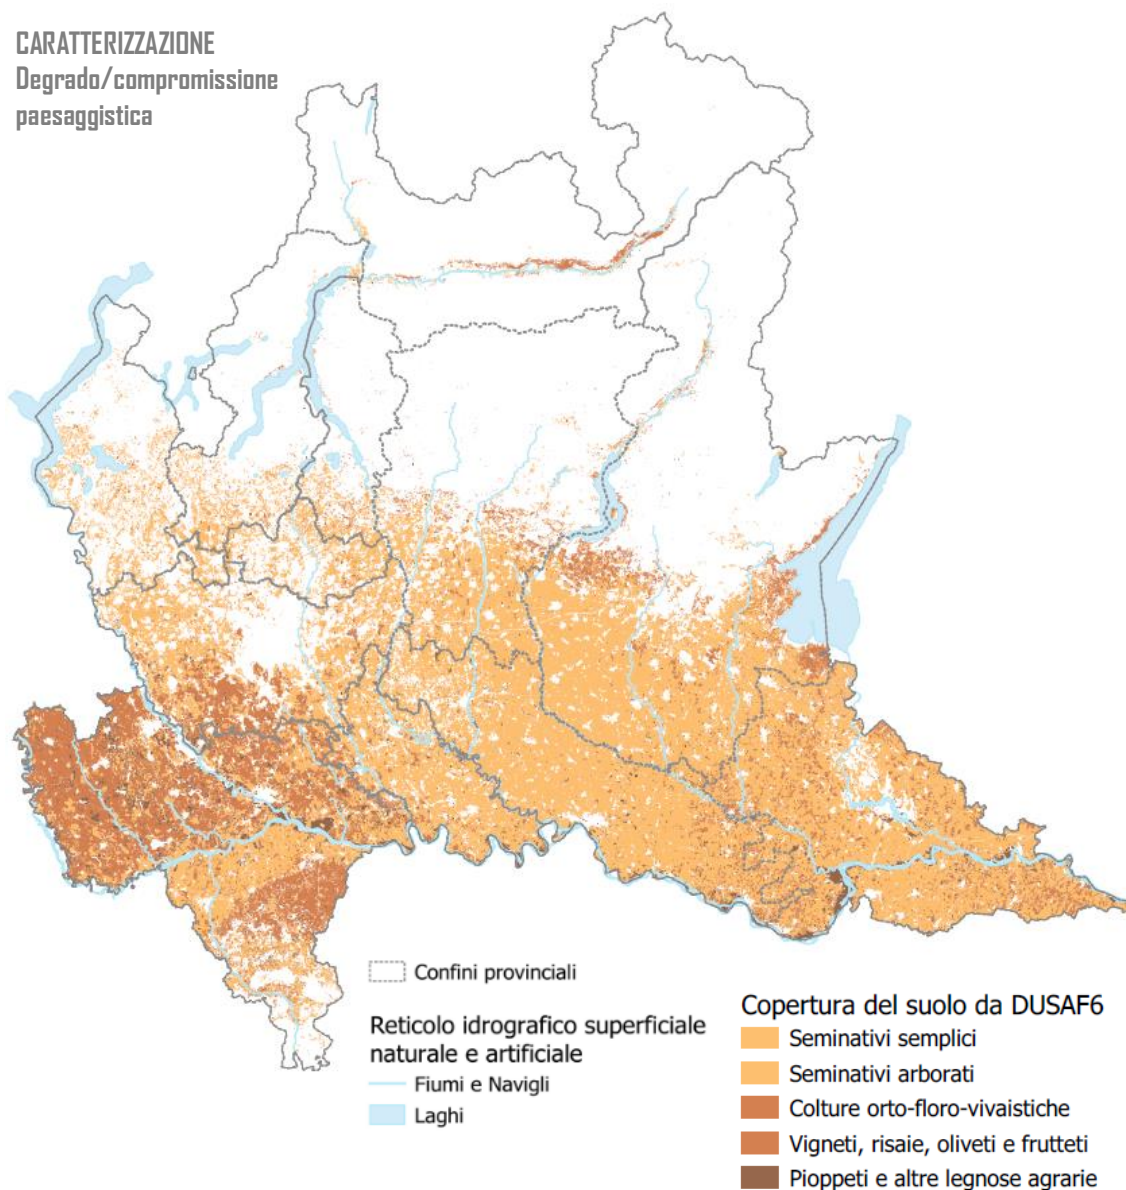 CARATTERIZZAZIONE
Degrado/compromissione
paesaggistica
Confini provinciali
Reticolo idrografico superficiale
naturale e artificiale
Fiumi e Navigli
Laghi
Copertura del suolo da DUSAF6
Seminativi semplici
Seminativi arborati
Colture orto-floro-vivaistiche
Vigneti, risaie, oliveti e frutteti
Pioppeti e altre legnose agrarie